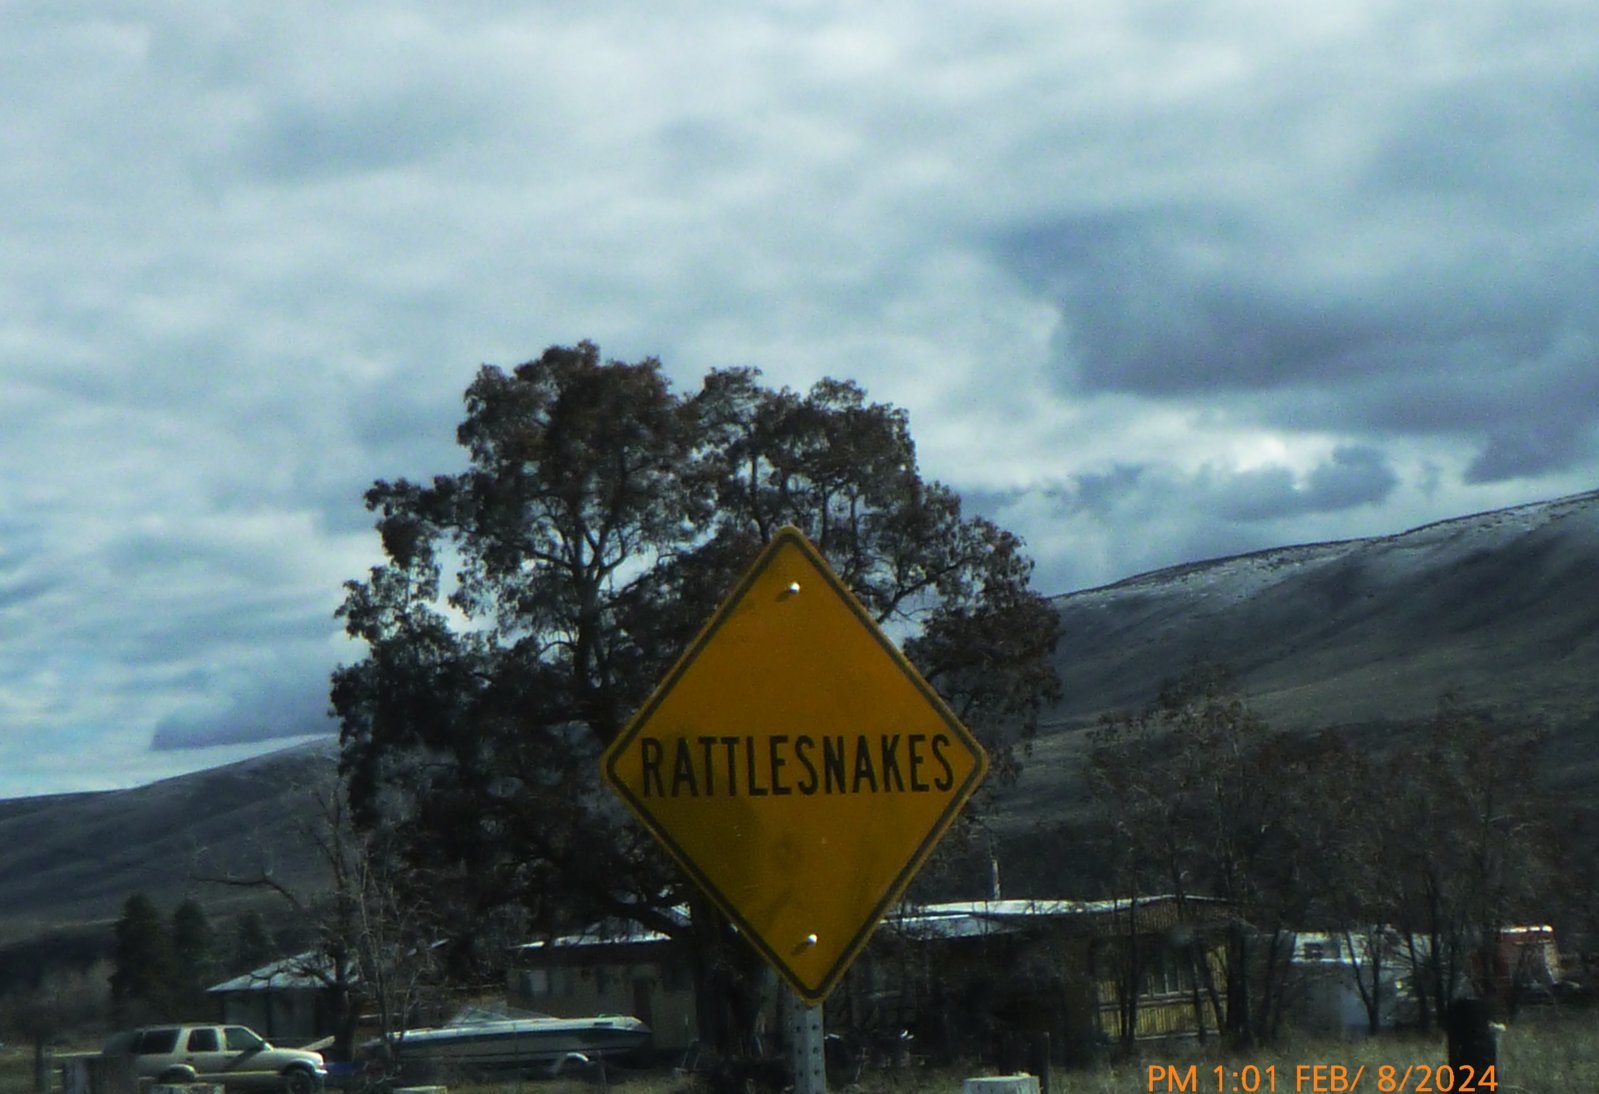 RATTLESNAKES
PM 1:01 FEB/ 8/2024